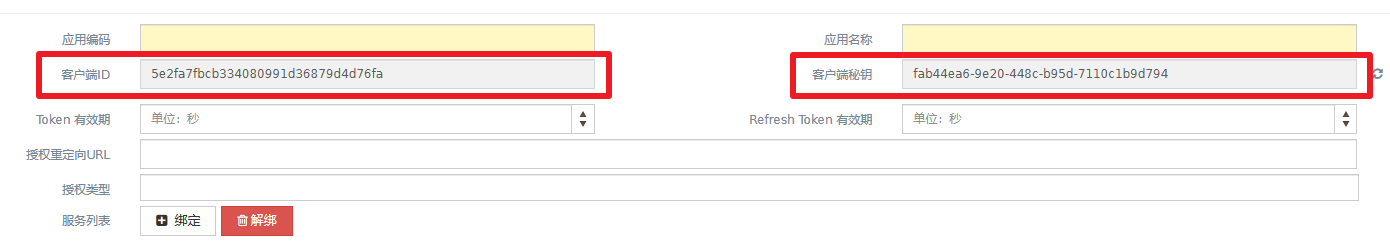 应用编码 应用名称
客户端ID 5e2fa7fbcb334080991d36879d4d76fa 客户端秘钥 fab44ea6-9e20-448c-b95d-7110c1b9d794
Token 有效期 单位：秒 Refresh Token 有效期 单位：秒
授权重定向URL
授权类型
服务列表 绑定 解绑